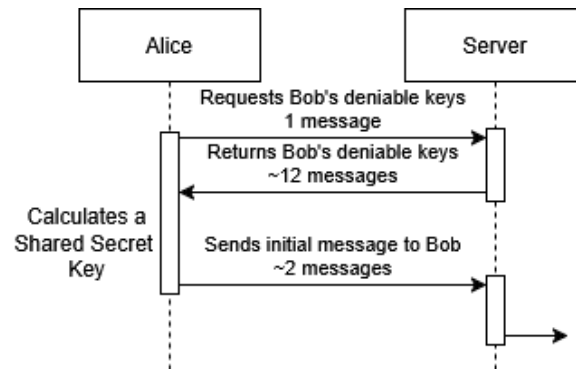 Alice
Server
Requests Bob's deniable keys
1 message
Returns Bob's deniable keys
~12 messages
Calculates a
Shared Secret
Key
Sends initial message to Bob
~2 messages